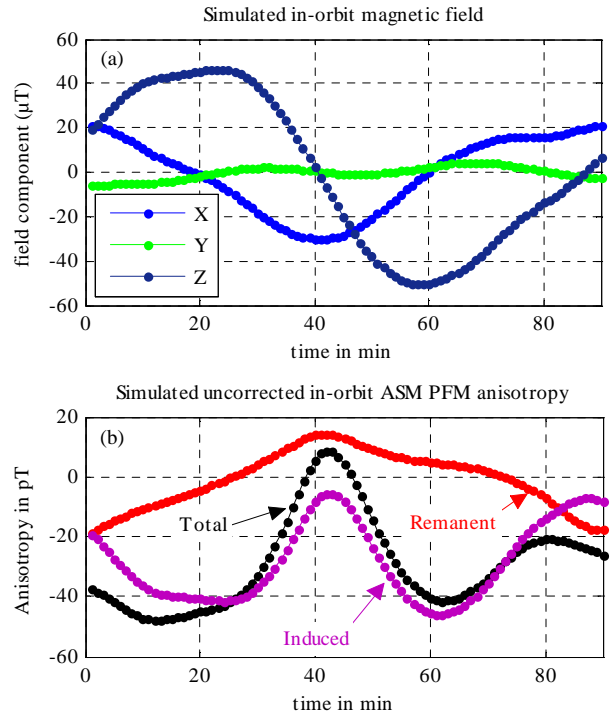 Simulated in-orbit magnetic field
(a)
field component (µT)
60
40
20
0
-20
-40
-60
X
Y
Z
0
20
40
60
80
time in min
Simulated uncorrected in-orbit ASM PFM anisotropy
(b)
Anisotropy in pT
20
0
-20
-40
-60
Total
Remanent
Induced
0
20
40
60
80
time in min